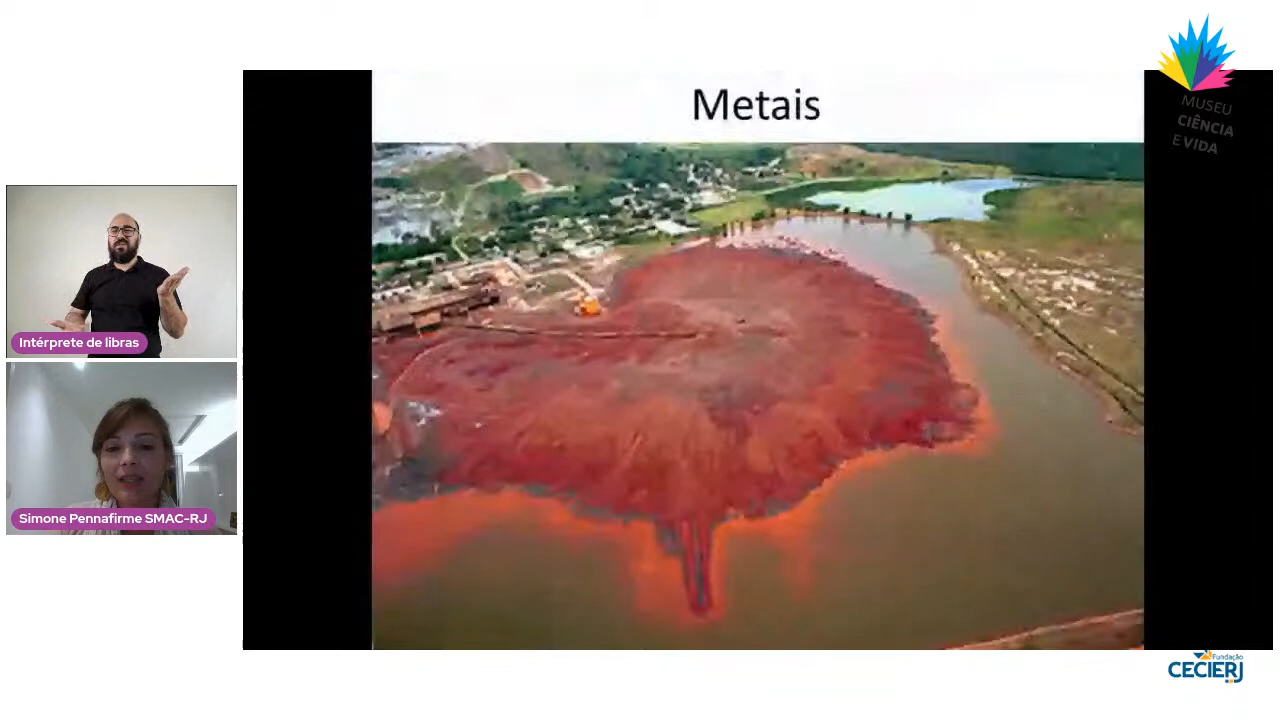 Metais
MUSEU
CIÊNCIA
E VIDA
Intérprete de libras
Simone Pennafirme SMAC-RJ
Fundação
CECIERJ